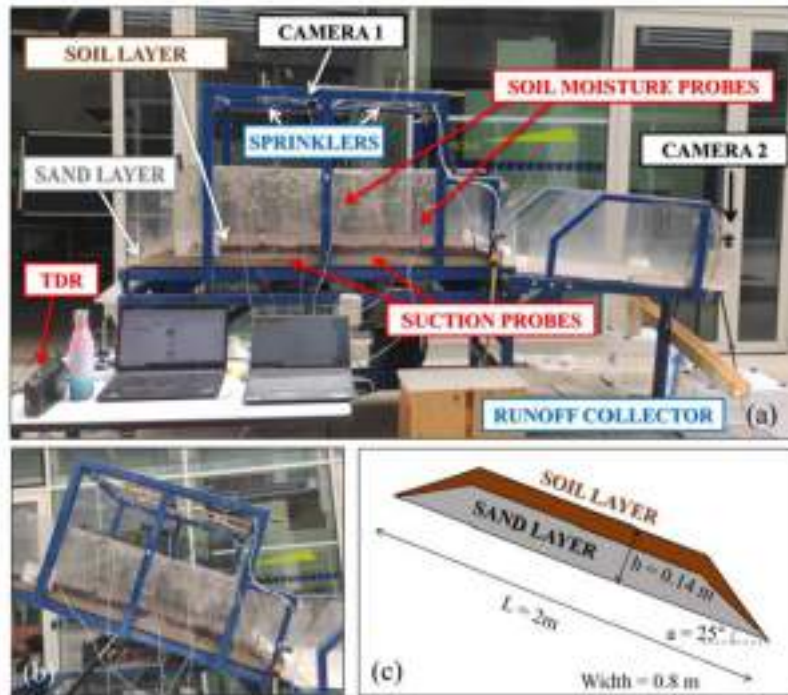 CAMERA 1
SOIL LAYER
SOIL MOISTURE PROBES
SPRINKLERS
CAMERA 2
SAND LAYER
TDR
SUCTION PROBES
RUNOFF COLLECTOR
(a)
(b)
(c)
SOIL LAYER
SAND LAYER
h = 0.14 m
L = 2m
a = 25°
Width = 0.8 m